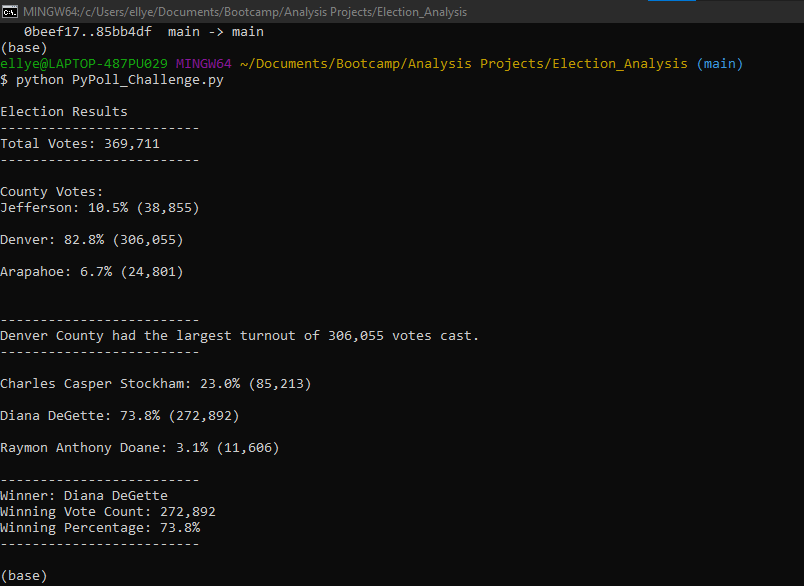 MINGW64:/c/Users/ellye/Documents/Bootcamp/Analysis Projects/Election_Analysis
0beef17..85bb4df  main -> main
(base)
ellye@LAPTOP-487PU029 MINGW64 ~/Documents/Bootcamp/Analysis Projects/Election_Analysis (main)
$ python PyPoll_Challenge.py
Election Results
-------------------------
Total Votes: 369,711
-------------------------
County Votes:
Jefferson: 10.5% (38,855)
Denver: 82.8% (306,055)
Arapahoe: 6.7% (24,801)
-------------------------
Denver County had the largest turnout of 306,055 votes cast.
-------------------------
Charles Casper Stockham: 23.0% (85,213)
Diana DeGette: 73.8% (272,892)
Raymon Anthony Doane: 3.1% (11,606)
-------------------------
Winner: Diana DeGette
Winning Vote Count: 272,892
Winning Percentage: 73.8%
-------------------------
(base)